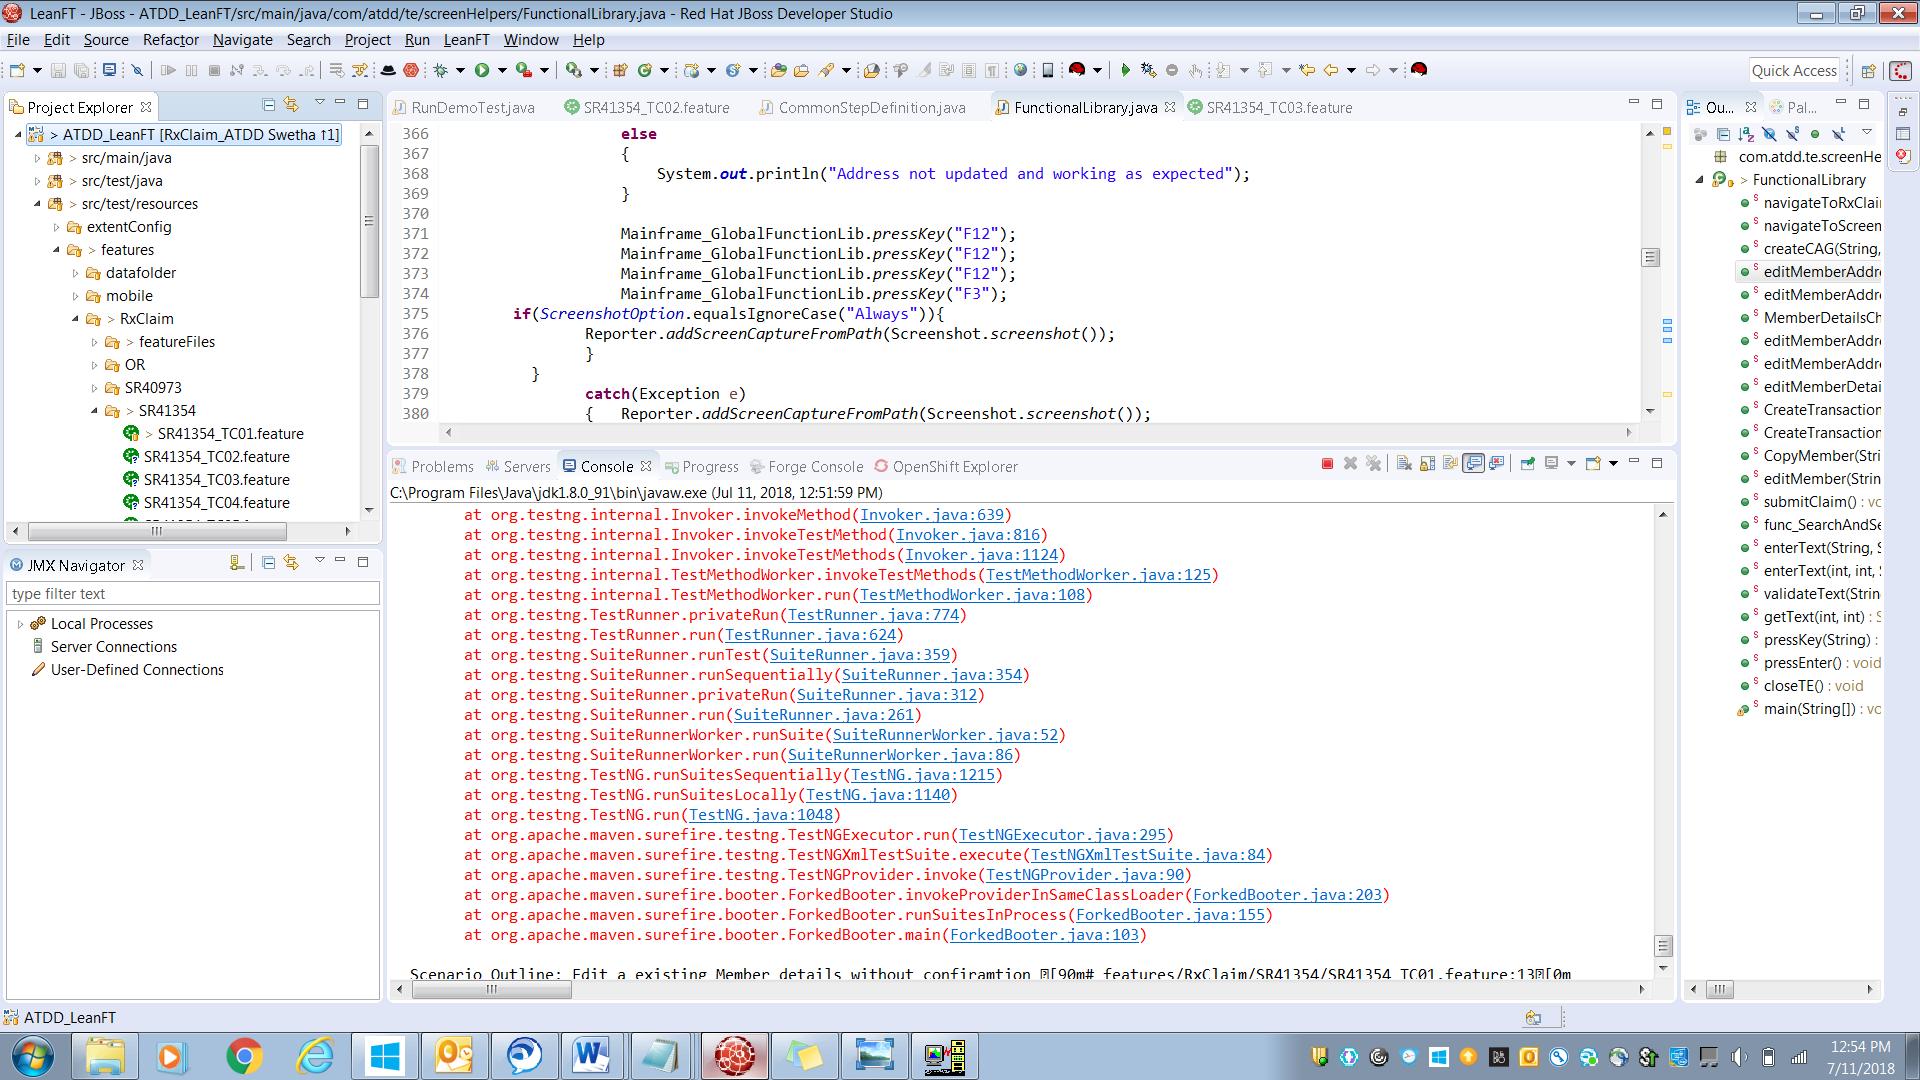 LeanFT - JBoss - ATDD_LeanFT/src/main/java/com/atdd/te/screenHelpers/FunctionalLibrary.java - Red Hat JBoss Developer Studio
File Edit Source Refactor Navigate Search Project Run LeanFT Window Help
Quick Access
Project Explorer
> ATDD_LeanFT [RxClaim_ATDD Swetha ↑1]
> src/main/java
> src/test/java
> src/test/resources
extentConfig
> features
datafolder
mobile
> RxClaim
> featureFiles
OR
SR40973
> SR41354
> SR41354_TC01.feature
SR41354_TC02.feature
SR41354_TC03.feature
SR41354_TC04.feature
JMX Navigator
type filter text
Local Processes
Server Connections
User-Defined Connections
RunDemoTest.java SR41354_TC02.feature CommonStepDefinition.java FunctionalLibrary.java SR41354_TC03.feature
366 else
367 {
368 System.out.println("Address not updated and working as expected");
369 }
370
371 Mainframe_GlobalFunctionLib.pressKey("F12");
372 Mainframe_GlobalFunctionLib.pressKey("F12");
373 Mainframe_GlobalFunctionLib.pressKey("F12");
374 Mainframe_GlobalFunctionLib.pressKey("F3");
375 if(ScreenshotOption.equalsIgnoreCase("Always")){
376 Reporter.addScreenCaptureFromPath(Screenshot.screenshot());
377 }
378 }
379 catch(Exception e)
380 { Reporter.addScreenCaptureFromPath(Screenshot.screenshot());
Problems Servers Console Progress Forge Console OpenShift Explorer
C:\Program Files\Java\jdk1.8.0_91\bin\javaw.exe (Jul 11, 2018, 12:51:59 PM)
at org.testng.internal.Invoker.invokeMethod(Invoker.java:639)
at org.testng.internal.Invoker.invokeTestMethod(Invoker.java:816)
at org.testng.internal.Invoker.invokeTestMethods(Invoker.java:1124)
at org.testng.internal.TestMethodWorker.invokeTestMethods(TestMethodWorker.java:125)
at org.testng.internal.TestMethodWorker.run(TestMethodWorker.java:108)
at org.testng.TestRunner.privateRun(TestRunner.java:774)
at org.testng.TestRunner.run(TestRunner.java:624)
at org.testng.SuiteRunner.runTest(SuiteRunner.java:359)
at org.testng.SuiteRunner.runSequentially(SuiteRunner.java:354)
at org.testng.SuiteRunner.privateRun(SuiteRunner.java:312)
at org.testng.SuiteRunner.run(SuiteRunner.java:261)
at org.testng.SuiteRunnerWorker.runSuite(SuiteRunnerWorker.java:52)
at org.testng.SuiteRunnerWorker.run(SuiteRunnerWorker.java:86)
at org.testng.TestNG.runSuitesSequentially(TestNG.java:1215)
at org.testng.TestNG.runSuitesLocally(TestNG.java:1140)
at org.testng.TestNG.run(TestNG.java:1048)
at org.apache.maven.surefire.testng.TestNGExecutor.run(TestNGExecutor.java:295)
at org.apache.maven.surefire.testng.TestNGXmlTestSuite.execute(TestNGXmlTestSuite.java:84)
at org.apache.maven.surefire.testng.TestNGProvider.invoke(TestNGProvider.java:90)
at org.apache.maven.surefire.booter.ForkedBooter.invokeProviderInSameClassLoader(ForkedBooter.java:203)
at org.apache.maven.surefire.booter.ForkedBooter.runSuitesInProcess(ForkedBooter.java:155)
at org.apache.maven.surefire.booter.ForkedBooter.main(ForkedBooter.java:103)
Scenario Outline: Edit a existing Member details without confiramtion [90m# features/RxClaim/SR41354/SR41354_TC01.feature:13 [0m
Ou... Pal...
com.atdd.te.screenHe
> FunctionalLibrary
navigateToRxClai
navigateToScreen
createCAG(String,
editMemberAddre
editMemberAddre
MemberDetailsCh
editMemberAddre
editMemberAddre
editMemberDetai
CreateTransaction
CreateTransaction
CopyMember(Stri
editMember(Strin
submitClaim() : vo
func_SearchAndSe
enterText(String, S
enterText(int, int, S
validateText(Strin
getText(int, int) : S
pressKey(String) :
pressEnter() : void
closeTE() : void
main(String[]) : vo
ATDD_LeanFT
12:54 PM
7/11/2018